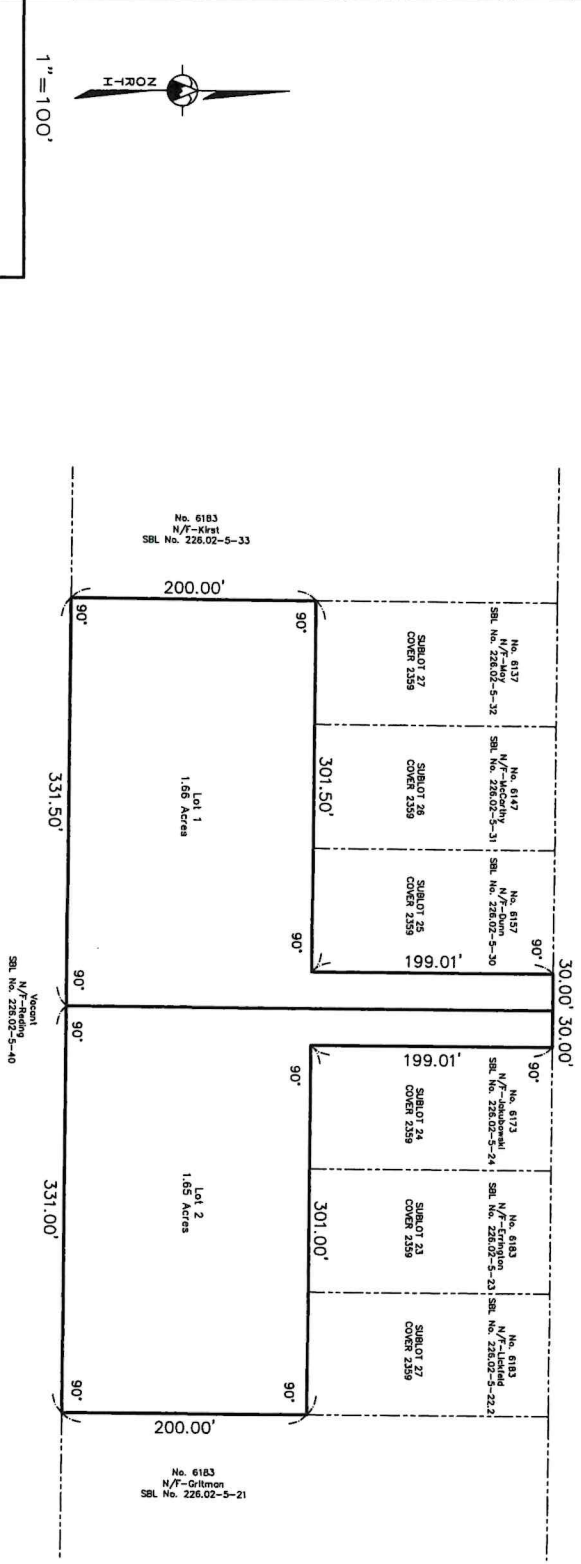 NORTH
1"=100'
No. 6183
N/F-Kirst
SBL No. 226.02-5-33
No. 6137
N/F-May
SBL No. 226.02-5-32
SUBLOT 27
COVER 2359
No. 6147
N/F-McCarthy
SBL No. 226.02-5-31
SUBLOT 26
COVER 2359
No. 6157
N/F-Dunn
SBL No. 226.02-5-30
SUBLOT 25
COVER 2359
30.00'
30.00'
90°
90°
199.01'
199.01'
No. 6173
N/F-Jakubowski
SBL No. 226.02-5-24
SUBLOT 24
COVER 2359
No. 6183
N/F-Errington
SBL No. 226.02-5-23
SUBLOT 23
COVER 2359
No. 6183
N/F-Lickfeld
SBL No. 226.02-5-22.2
SUBLOT 27
COVER 2359
200.00'
90°
301.50'
90°
Lot 1
1.66 Acres
90°
331.50'
90°
90°
301.00'
90°
Lot 2
1.65 Acres
90°
331.00'
90°
200.00'
Vacant
N/F-Reding
SBL No. 226.02-5-40
No. 6183
N/F-Gritman
SBL No. 226.02-5-21